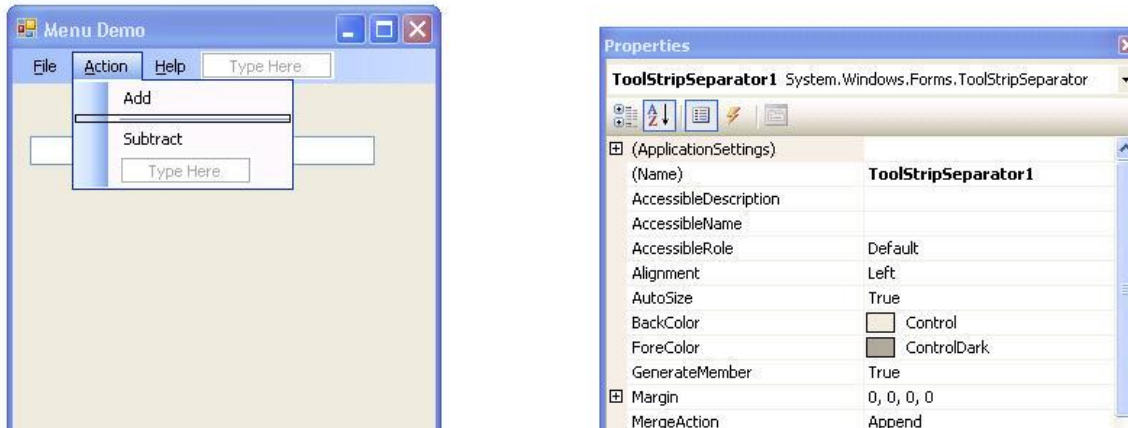 Menu Demo
File Action Help Type Here
Add
Subtract
Type Here
Properties
ToolStripSeparator1 System.Windows.Forms.ToolStripSeparator
(ApplicationSettings)
(Name) ToolStripSeparator1
AccessibleDescription
AccessibleName
AccessibleRole Default
Alignment Left
AutoSize True
BackColor Control
ForeColor ControlDark
GenerateMember True
Margin 0, 0, 0, 0
MergeAction Append